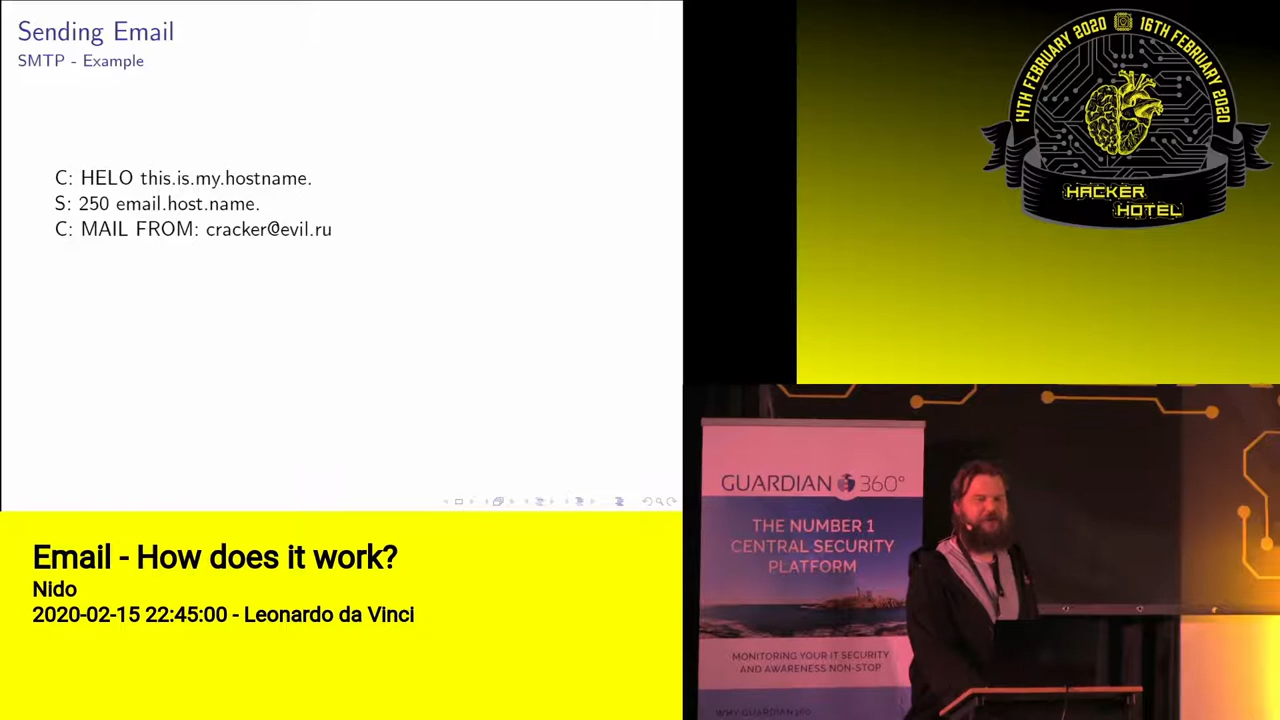 Sending Email
SMTP - Example
C: HELO this.is.my.hostname.
S: 250 email.host.name.
C: MAIL FROM: cracker@evil.ru
Email - How does it work?
Nido
2020-02-15 22:45:00 - Leonardo da Vinci
14TH FEBRUARY 2020 16TH FEBRUARY 2020
HACKER
HOTEL
GUARDIAN 360°
THE NUMBER 1
CENTRAL SECURITY
PLATFORM
MONITORING YOUR IT SECURITY
AND AWARENESS NON-STOP
WHY GUARDIAN 360